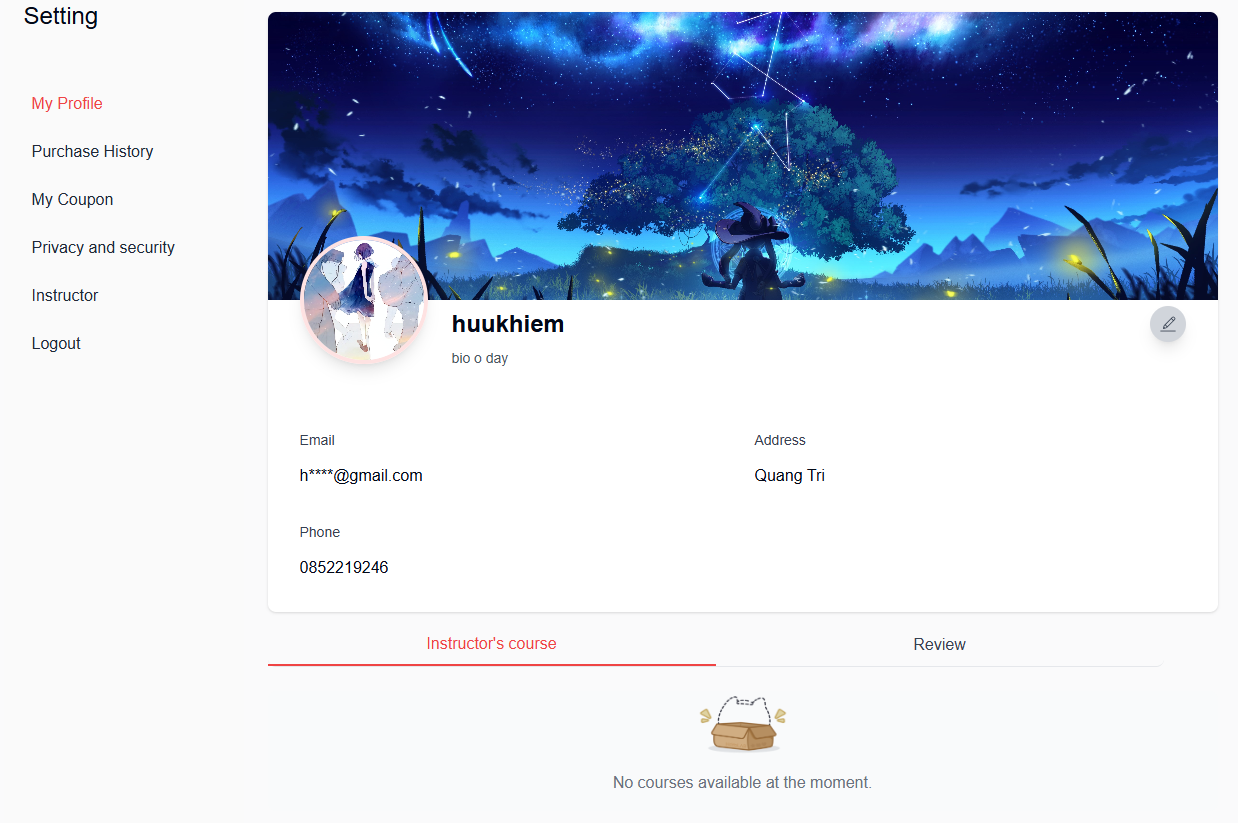 Setting
My Profile
Purchase History
My Coupon
Privacy and security
Instructor
Logout
huukhiem
bio o day
Email
h****@gmail.com
Address
Quang Tri
Phone
0852219246
Instructor's course
Review
No courses available at the moment.